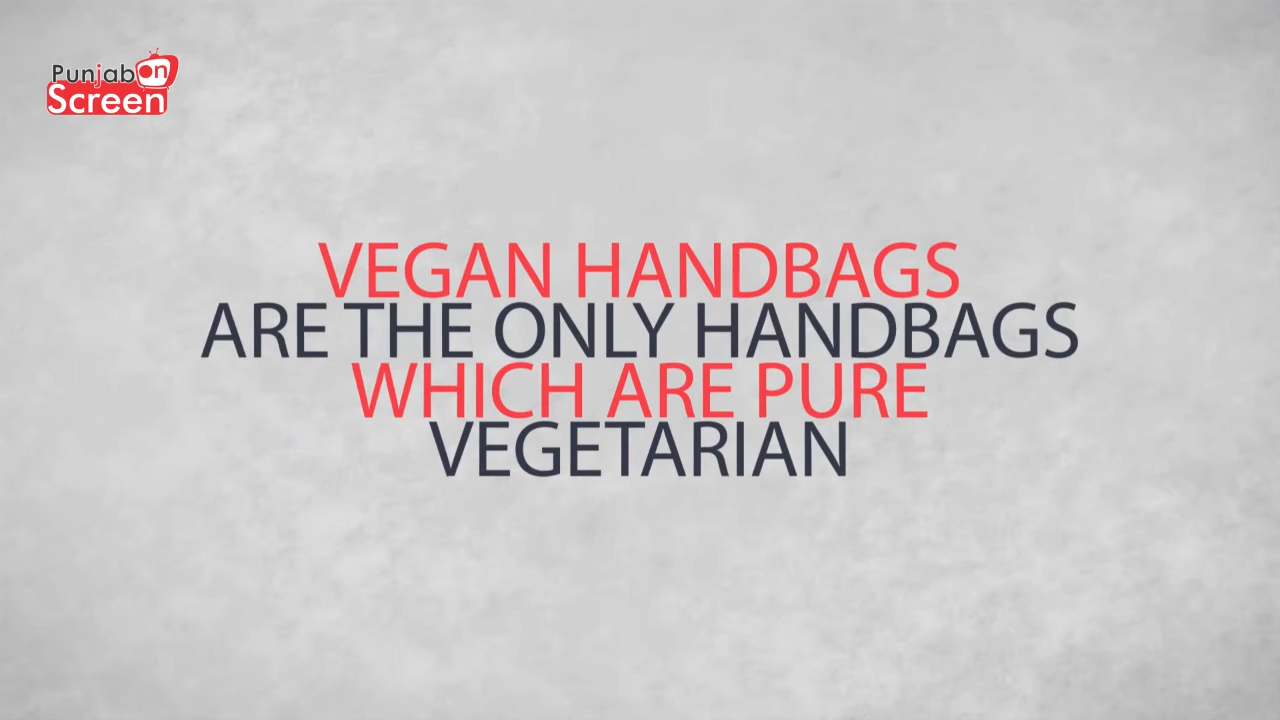 Punjab on
Screen
VEGAN HANDBAGS
ARE THE ONLY HANDBAGS
WHICH ARE PURE
VEGETARIAN